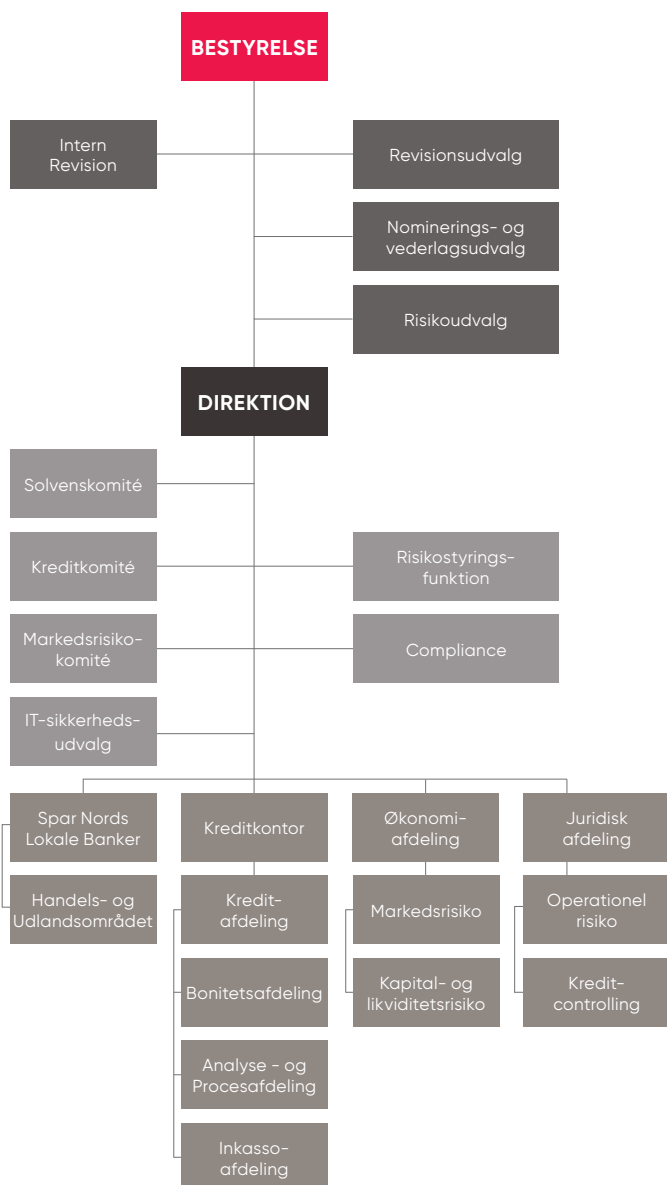 BESTYRELSE
Intern
Revision
Revisionsudvalg
Nominerings- og
vederlagsudvalg
Risikoudvalg
DIREKTION
Solvenskomité
Kreditkomité
Risikostyrings-
funktion
Markedsrisiko-
komité
Compliance
IT-sikkerheds-
udvalg
Spar Nords
Lokale Banker
Kreditkontor
Økonomi-
afdeling
Juridisk
afdeling
Handels- og
Udlandsområdet
Kredit-
afdeling
Markedsrisiko
Operationel
risiko
Bonitetsafdeling
Kapital- og
likviditetsrisiko
Kredit-
controlling
Analyse - og
Procesafdeling
Inkasso-
afdeling